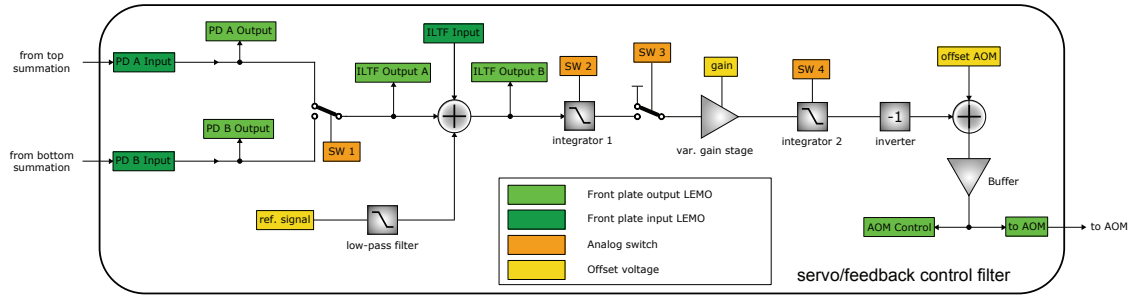 PD A Output
ILTF Input
from top
summation
PD A Input
ILTF Output A
ILTF Output B
SW 2
SW 3
gain
SW 4
offset AOM
PD B Output
SW 1
integrator 1
var. gain stage
integrator 2
-1
inverter
from bottom
summation
PD B Input
Buffer
ref. signal
low-pass filter
Front plate output LEMO
Front plate input LEMO
Analog switch
Offset voltage
AOM Control
to AOM
to AOM
servo/feedback control filter